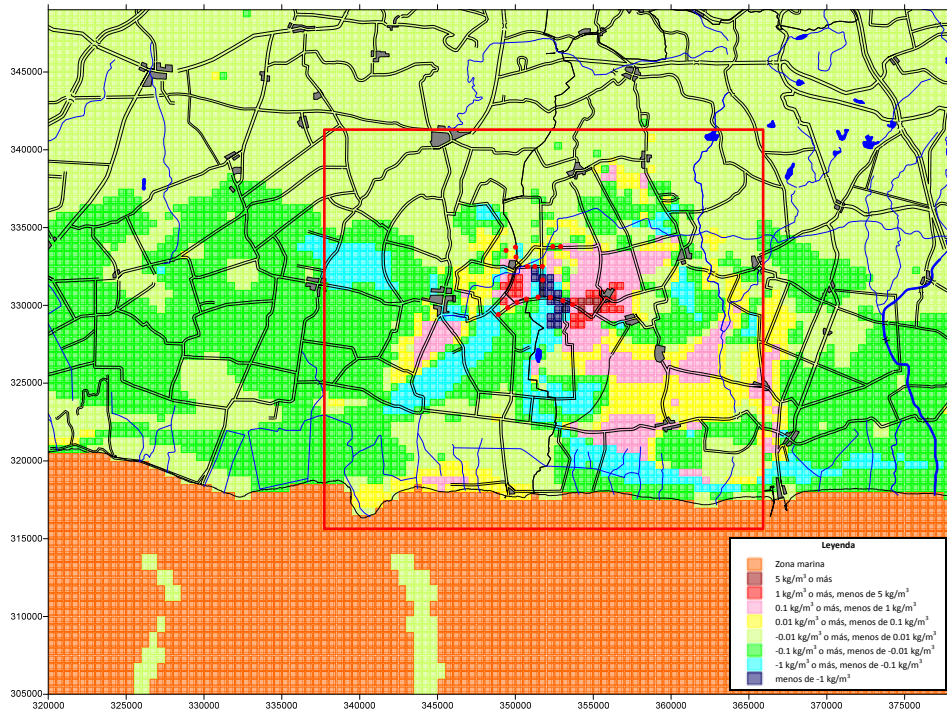 345000
340000
335000
330000
325000
320000
315000
310000
305000
320000 325000 330000 335000 340000 345000 350000 355000 360000 365000 370000 375000
Leyenda
Zona marina
5 kg/m³ o más
1 kg/m³ o más, menos de 5 kg/m³
0.1 kg/m³ o más, menos de 1 kg/m³
0.01 kg/m³ o más, menos de 0.1 kg/m³
-0.01 kg/m³ o más, menos de 0.01 kg/m³
-0.1 kg/m³ o más, menos de -0.01 kg/m³
-1 kg/m³ o más, menos de -0.1 kg/m³
menos de -1 kg/m³